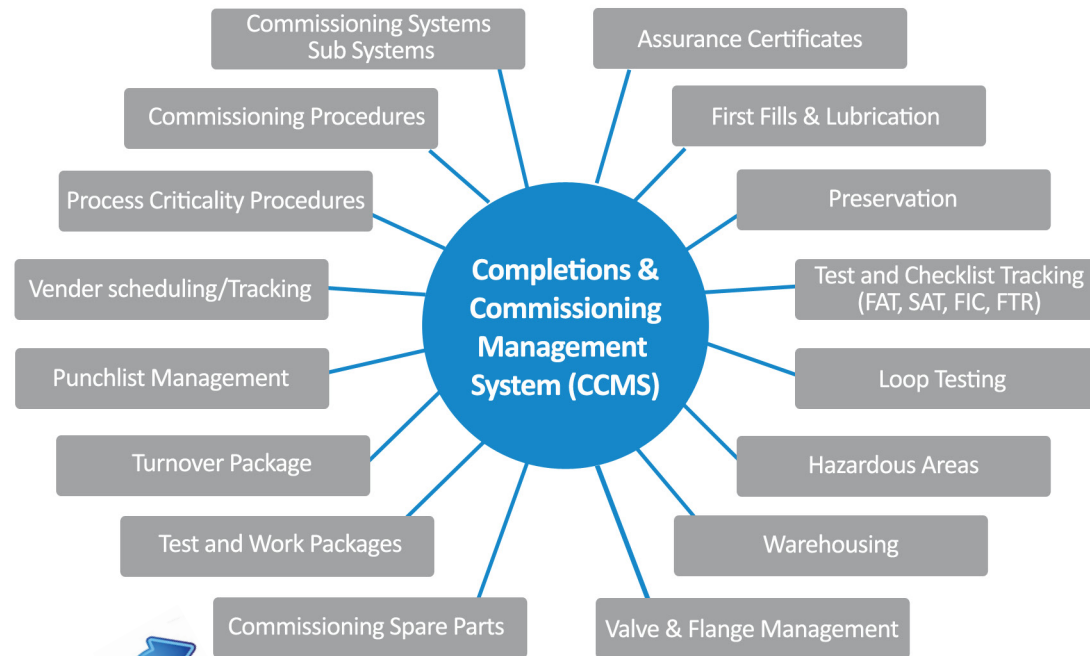 Commissioning Systems
Sub Systems
Assurance Certificates
Commissioning Procedures
First Fills & Lubrication
Process Criticality Procedures
Preservation
Completions &
Commissioning
Management
System (CCMS)
Vender scheduling/Tracking
Test and Checklist Tracking
(FAT, SAT, FIC, FTR)
Punchlist Management
Loop Testing
Turnover Package
Hazardous Areas
Test and Work Packages
Warehousing
Commissioning Spare Parts
Valve & Flange Management